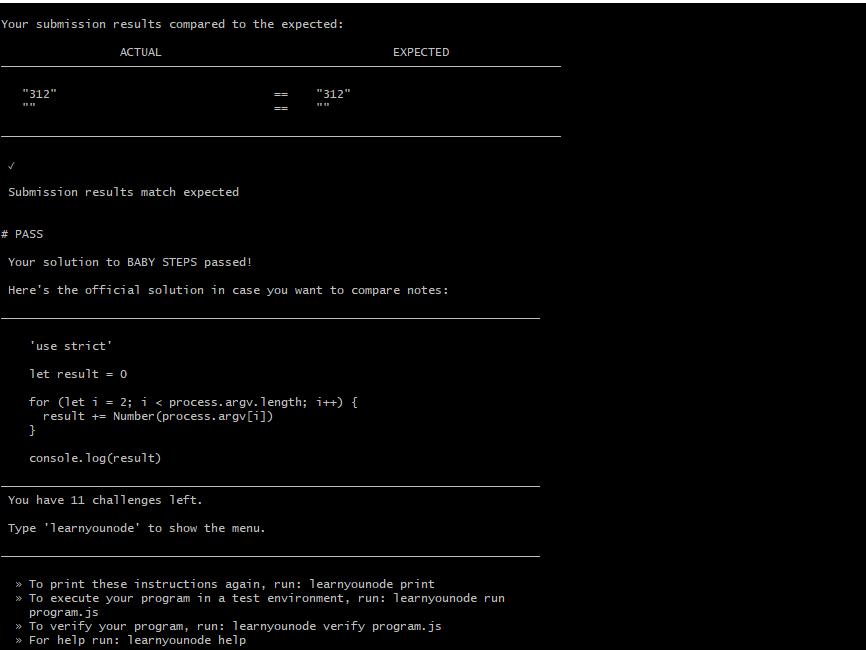 Your submission results compared to the expected:
ACTUAL EXPECTED
"312" == "312"
"" == ""
✓
Submission results match expected
# PASS
Your solution to BABY STEPS passed!
Here's the official solution in case you want to compare notes:
'use strict'
let result = 0
for (let i = 2; i < process.argv.length; i++) {
result += Number(process.argv[i])
}
console.log(result)
You have 11 challenges left.
Type 'learnyounode' to show the menu.
» To print these instructions again, run: learnyounode print
» To execute your program in a test environment, run: learnyounode run
program.js
» To verify your program, run: learnyounode verify program.js
» For help run: learnyounode help